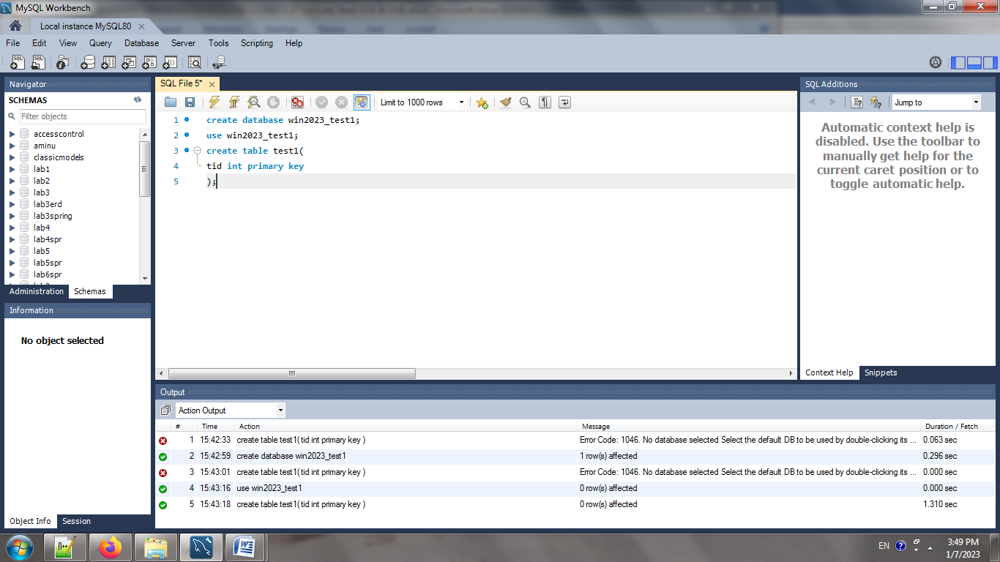 MySQL Workbench
Local instance MySQL80
File Edit View Query Database Server Tools Scripting Help
Navigator
SCHEMAS
Filter objects
accesscontrol
aminu
classicmodels
lab1
lab2
lab3
lab3erd
lab3spring
lab4
lab4spr
lab5
lab5spr
lab6spr
Administration Schemas
Information
No object selected
Object Info Session
SQL File 5*
Limit to 1000 rows
1 create database win2023_test1;
2 use win2023_test1;
3 create table test1(
4 tid int primary key
5 );
SQL Additions
Jump to
Automatic context help is
disabled. Use the toolbar to
manually get help for the
current caret position or to
toggle automatic help.
Context Help Snippets
Output
Action Output
# Time Action Message Duration / Fetch
1 15:42:33 create table test1( tid int primary key ) Error Code: 1046. No database selected Select the default DB to be used by double-clicking its ... 0.063 sec
2 15:42:59 create database win2023_test1 1 row(s) affected 0.296 sec
3 15:43:01 create table test1( tid int primary key ) Error Code: 1046. No database selected Select the default DB to be used by double-clicking its ... 0.000 sec
4 15:43:16 use win2023_test1 0 row(s) affected 0.000 sec
5 15:43:18 create table test1( tid int primary key ) 0 row(s) affected 1.310 sec
EN
3:49 PM
1/7/2023